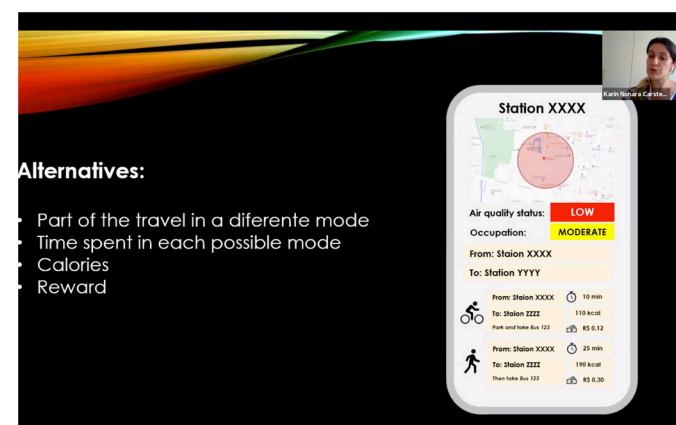 Karin Nohara Carste...
Alternatives:
• Part of the travel in a diferente mode
• Time spent in each possible mode
• Calories
• Reward
Station XXXX
Air quality status: LOW
Occupation: MODERATE
From: Staion XXXX
To: Station YYYY
From: Staion XXXX 10 min
To: Staion ZZZZ 110 kcal
Park and take Bus 123 R$ 0,12
From: Staion XXXX 25 min
To: Staion ZZZZ 190 kcal
Then take Bus 123 R$ 0,30